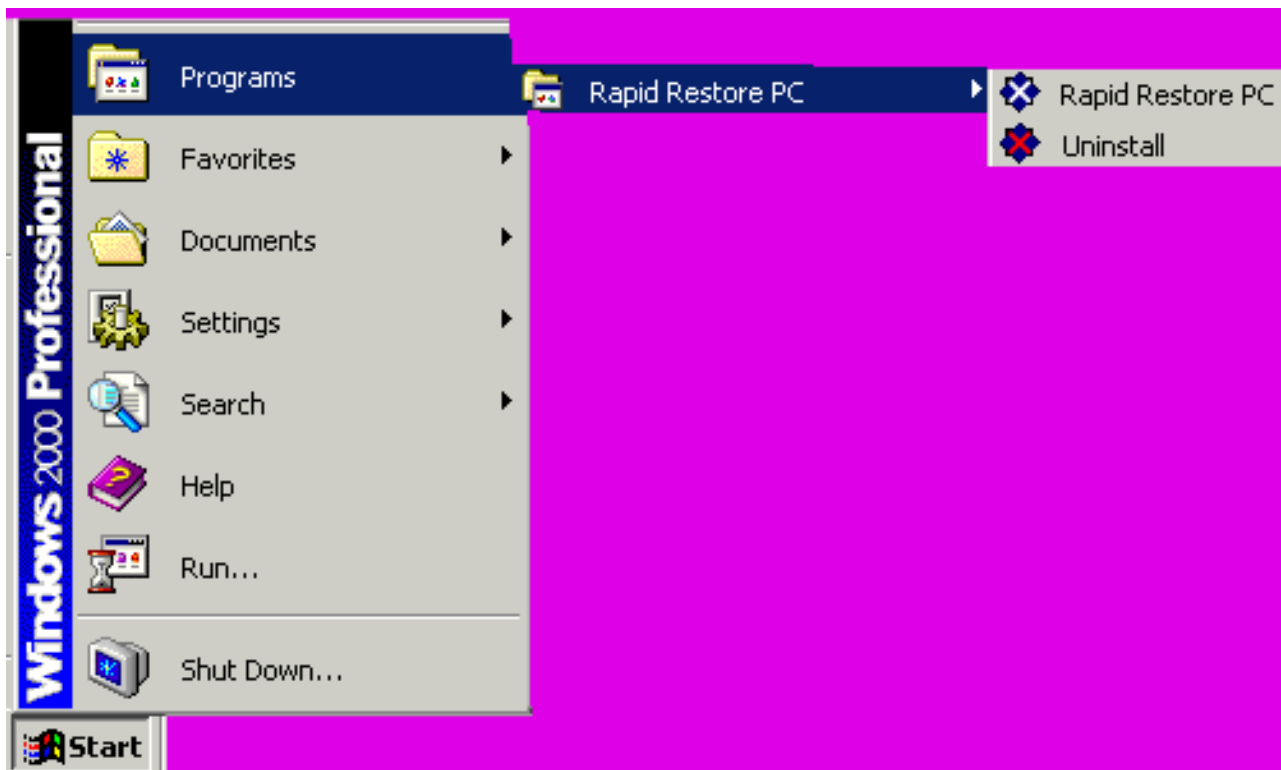 Programs
Rapid Restore PC
Rapid Restore PC
Uninstall
Favorites
Documents
Settings
Search
Help
Run...
Shut Down...
Windows 2000 Professional
Start